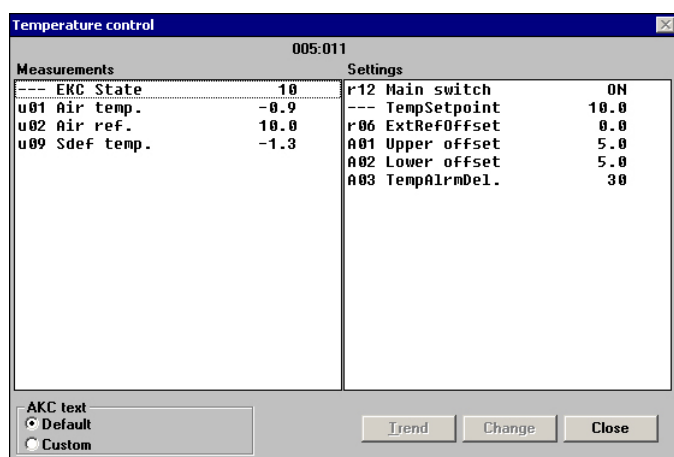 Temperature control
005:011
Measurements
--- EKC State 10
u01 Air temp. -0.9
u02 Air ref. 10.0
u09 Sdef temp. -1.3
Settings
r12 Main switch ON
--- TempSetpoint 10.0
r06 ExtRefOffset 0.0
A01 Upper offset 5.0
A02 Lower offset 5.0
A03 TempAlrmDel. 30
AKC text
Default
Custom
Trend
Change
Close